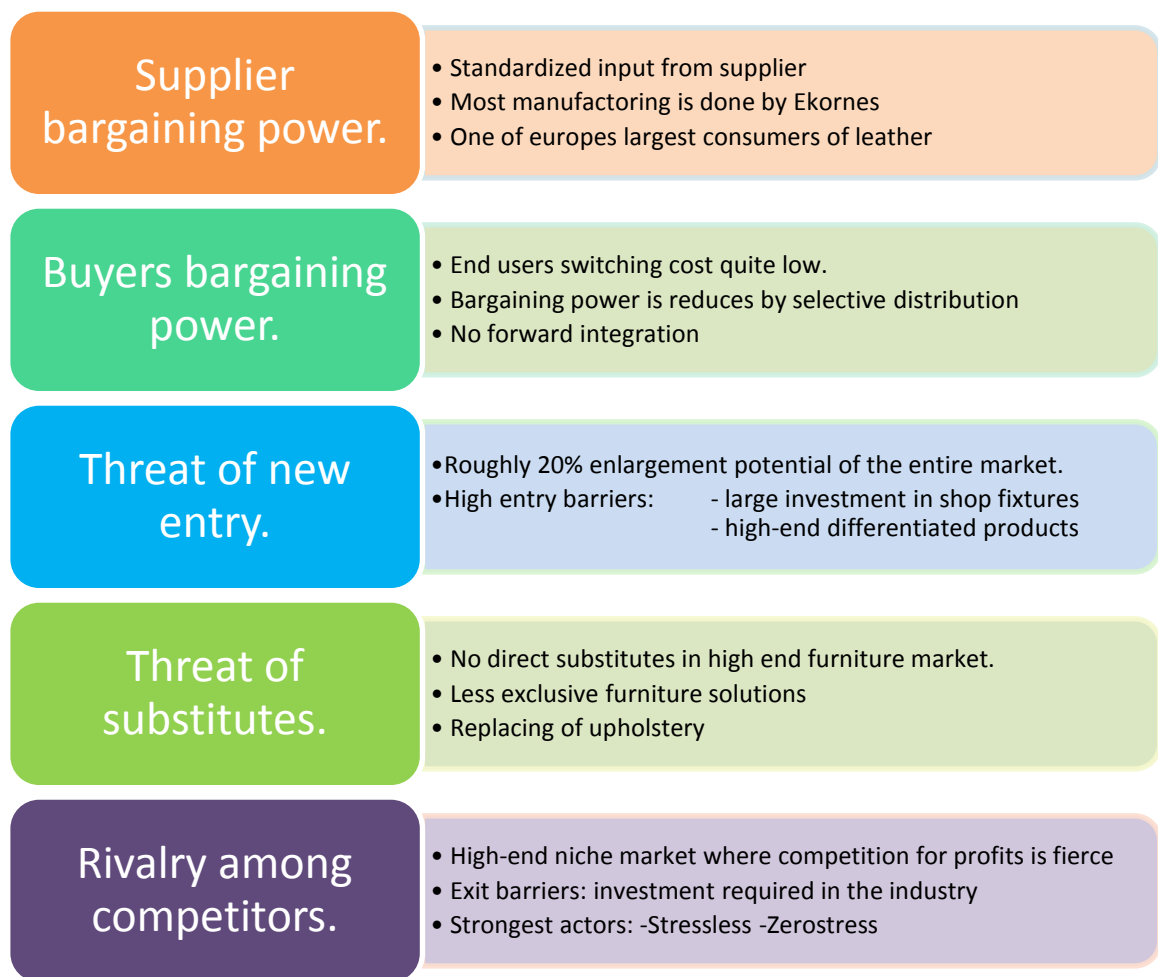 Supplier
bargaining power.
• Standardized input from supplier
• Most manufactoring is done by Ekornes
• One of europes largest consumers of leather
Buyers bargaining
power.
• End users switching cost quite low.
• Bargaining power is reduces by selective distribution
• No forward integration
Threat of new
entry.
•Roughly 20% enlargement potential of the entire market.
•High entry barriers: - large investment in shop fixtures
- high-end differentiated products
Threat of
substitutes.
• No direct substitutes in high end furniture market.
• Less exclusive furniture solutions
• Replacing of upholstery
Rivalry among
competitors.
• High-end niche market where competition for profits is fierce
• Exit barriers: investment required in the industry
• Strongest actors: -Stressless -Zerostress